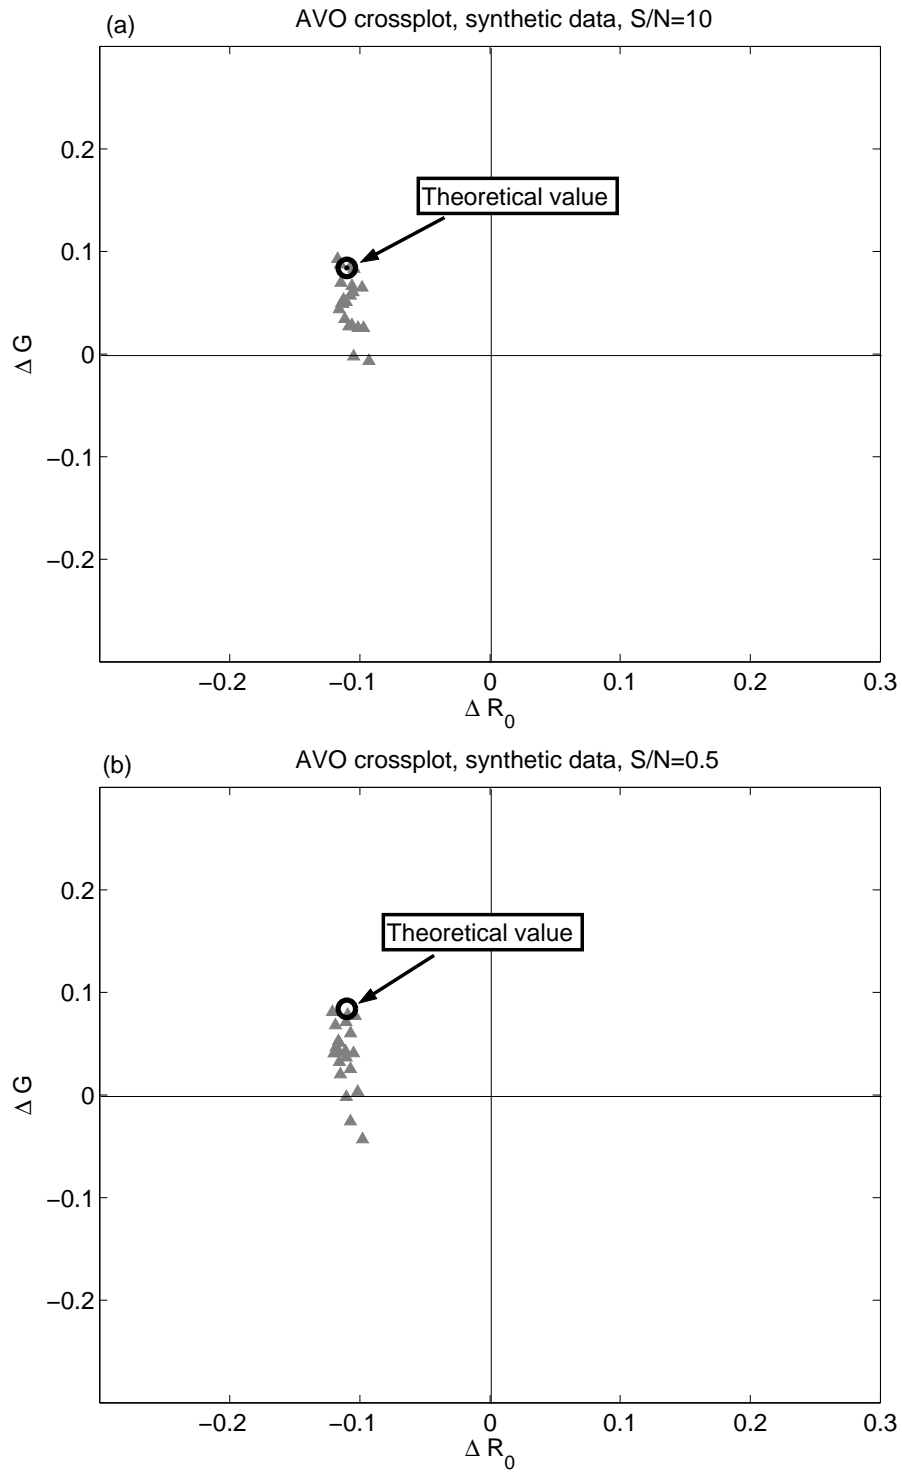 (a)
AVO crossplot, synthetic data, S/N=10
0.2
Theoretical value
0.1
0
−0.1
−0.2
Δ G
−0.2 −0.1 0 0.1 0.2 0.3
Δ R0
(b)
AVO crossplot, synthetic data, S/N=0.5
0.2
Theoretical value
0.1
0
−0.1
−0.2
Δ G
−0.2 −0.1 0 0.1 0.2 0.3
Δ R0